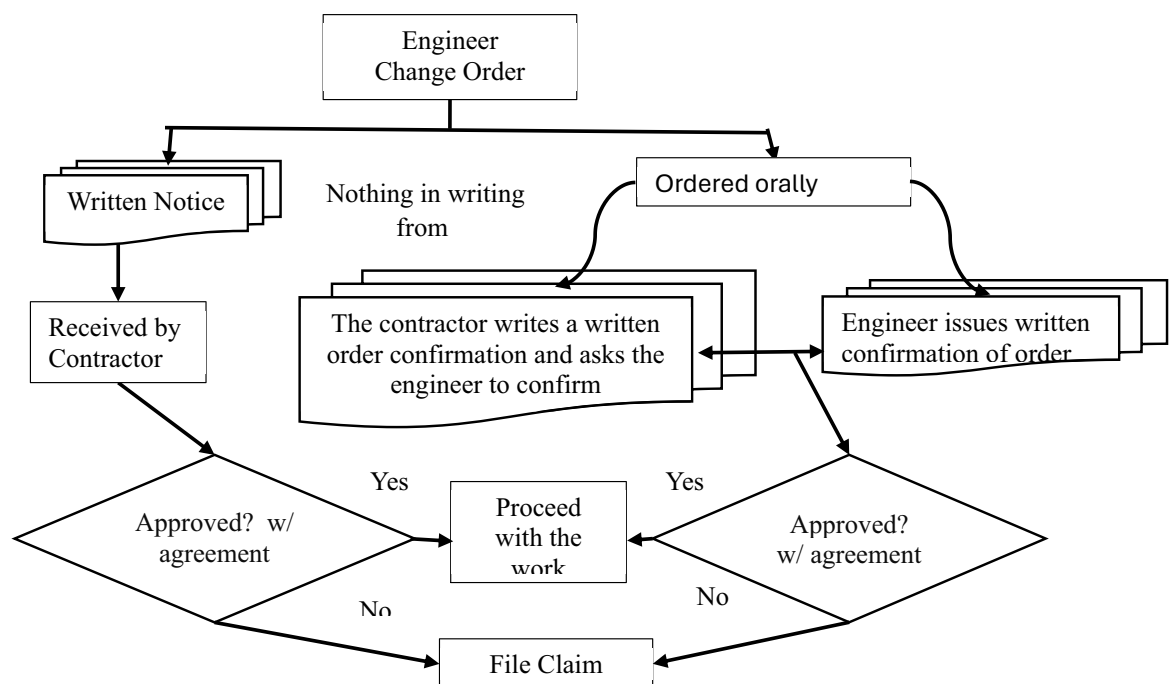 Engineer
Change Order
Written Notice
Nothing in writing
from
Ordered orally
Received by
Contractor
The contractor writes a written
order confirmation and asks the
engineer to confirm
Engineer issues written
confirmation of order
Approved? w/
agreement
Yes
Proceed
with the
work
Yes
Approved?
w/ agreement
No
No
File Claim